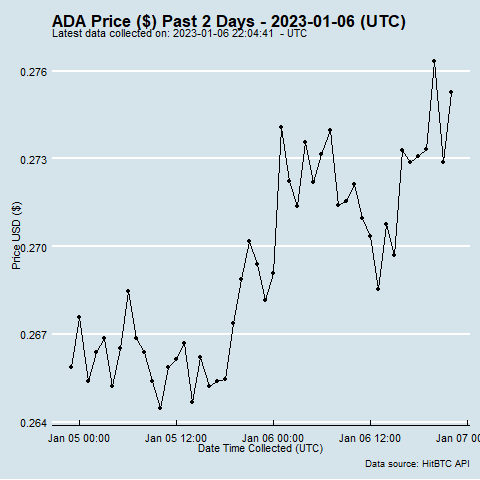 ADA Price ($) Past 2 Days - 2023-01-06 (UTC)
Latest data collected on: 2023-01-06 22:04:41 - UTC
0.276
0.273
0.270
0.267
0.264
Price USD ($)
Jan 05 00:00 Jan 05 12:00 Jan 06 00:00 Jan 06 12:00 Jan 07 00
Date Time Collected (UTC)
Data source: HitBTC API